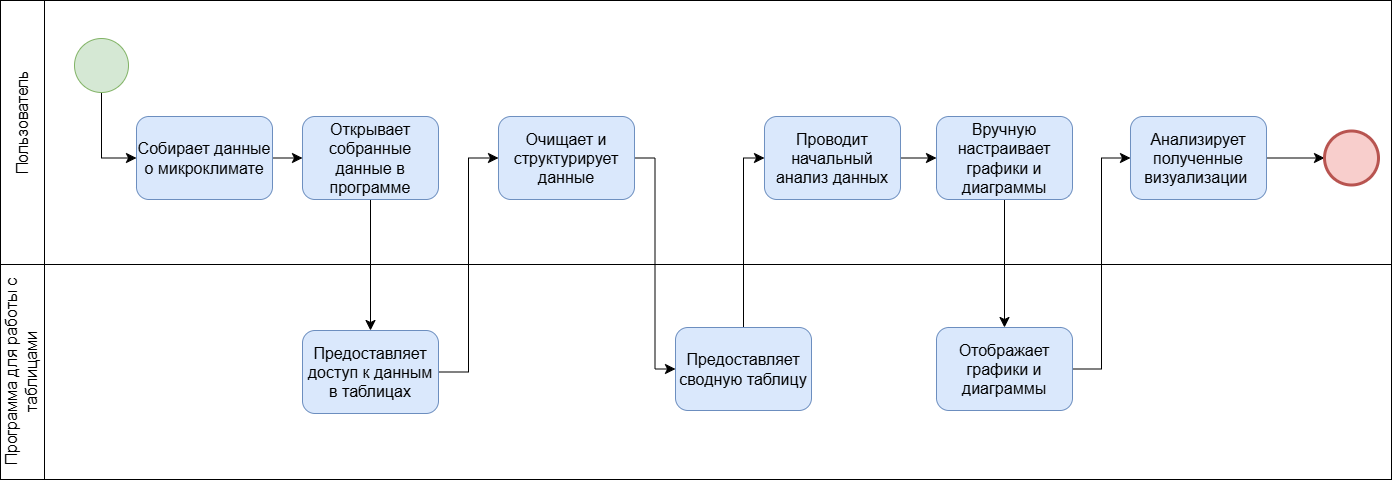 Пользователь
Собирает данные
о микроклимате
Открывает
собранные
данные в
программе
Очищает и
структурирует
данные
Проводит
начальный
анализ данных
Вручную
настраивает
графики и
диаграммы
Анализирует
полученные
визуализации
Программа для работы с
таблицами
Предоставляет
доступ к данным
в таблицах
Предоставляет
сводную таблицу
Отображает
графики и
диаграммы